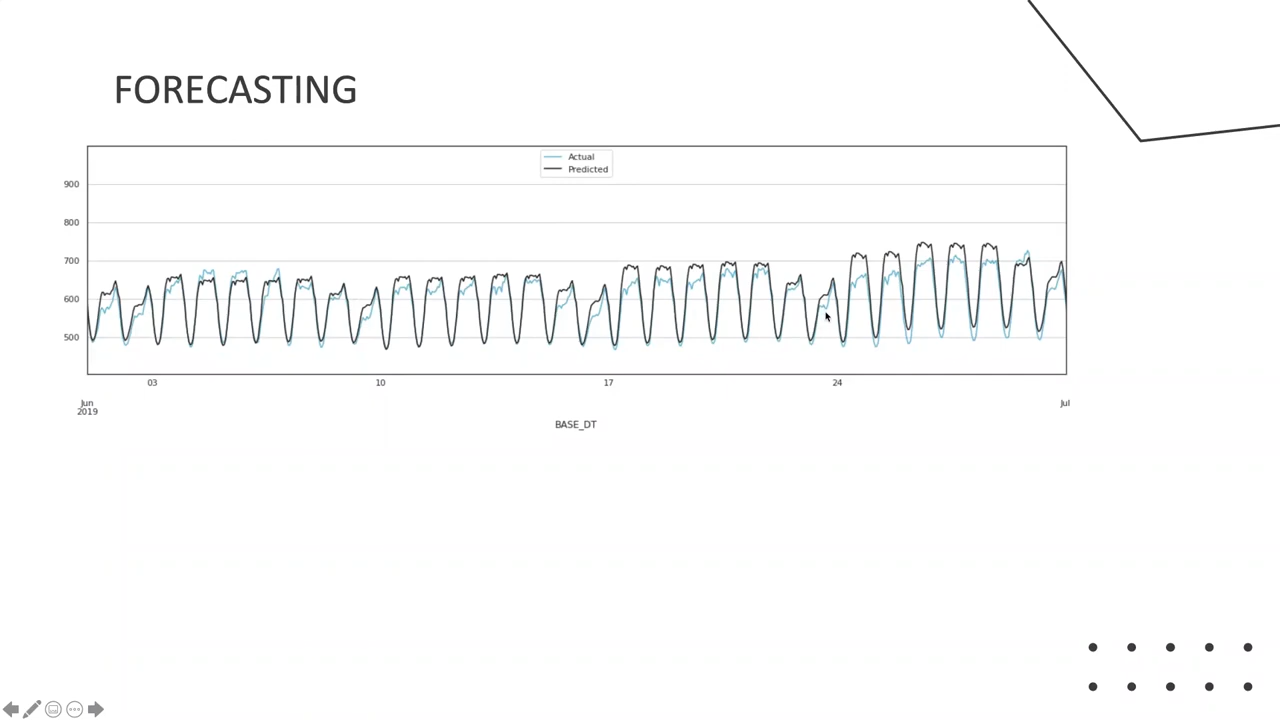 FORECASTING
Actual
Predicted
900
800
700
600
500
03
10
17
24
Jun
2019
Jul
BASE_DT